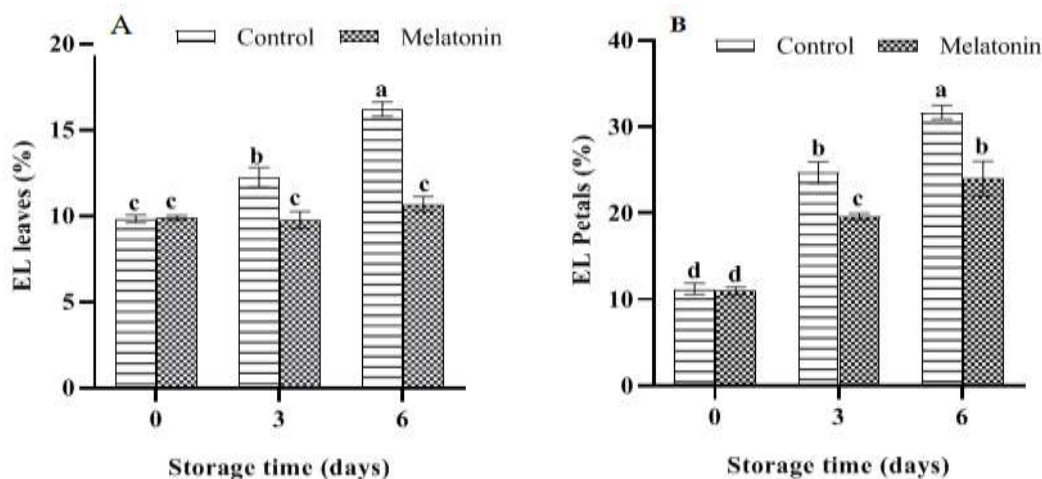 A
Control Melatonin
20
15
10
5
0
EL leaves (%)
c c b c a c
0 3 6
Storage time (days)
B
Control Melatonin
40
30
20
10
0
EL Petals (%)
d d b c a b
0 3 6
Storage time (days)